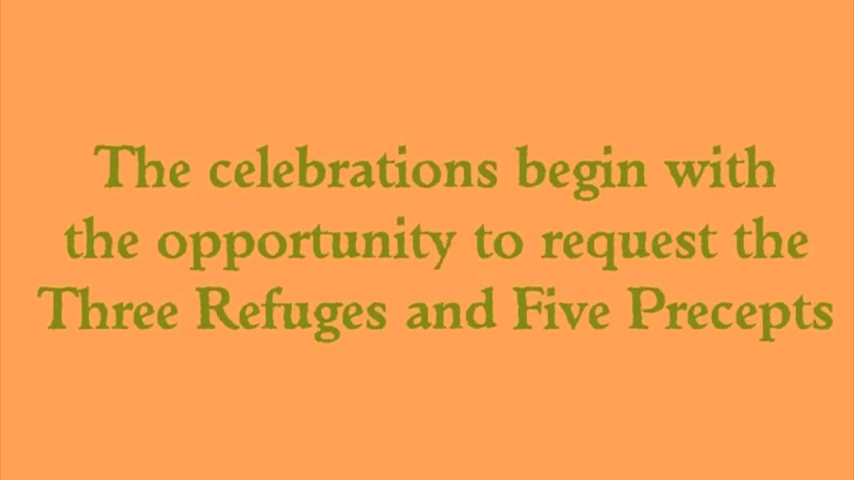 The celebrations begin with
the opportunity to request the
Three Refuges and Five Precepts